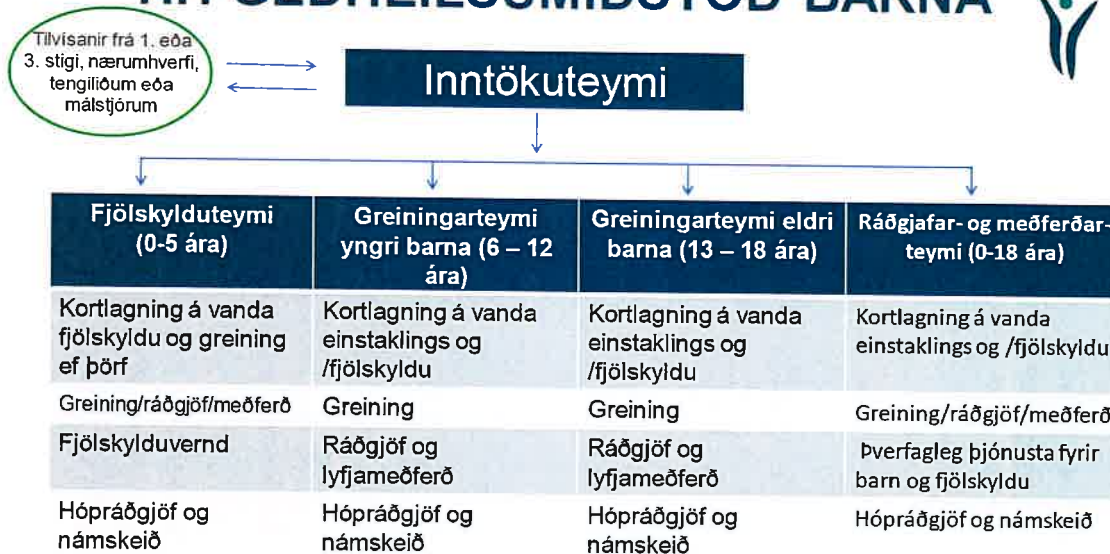 GEÐHEILSUMIÐSTÖÐ BARNA
Tilvísanir frá 1. eða
3. stigi, nærumhverfi,
tengiliðum eða
málstjórum
Inntökuteymi
Fjölskylduteymi
(0-5 ára)
Greiningarteymi
yngri barna (6 – 12
ára)
Greiningarteymi eldri
barna (13 – 18 ára)
Ráðgjafar- og meðferðar-
teymi (0-18 ára)
Kortlagning á vanda
fjölskyldu og greining
ef þörf
Kortlagning á vanda
einstaklings og
/fjölskyldu
Kortlagning á vanda
einstaklings og
/fjölskyldu
Kortlagning á vanda
einstaklings og /fjölskyldu
Greining/ráðgjöf/meðferð
Greining
Greining
Greining/ráðgjöf/meðferð
Fjölskylduvernd
Ráðgjöf og
lyfjameðferð
Ráðgjöf og
lyfjameðferð
Þverfagleg þjónusta fyrir
barn og fjölskyldu
Hópráðgjöf og
námskeið
Hópráðgjöf og
námskeið
Hópráðgjöf og
námskeið
Hópráðgjöf og námskeið